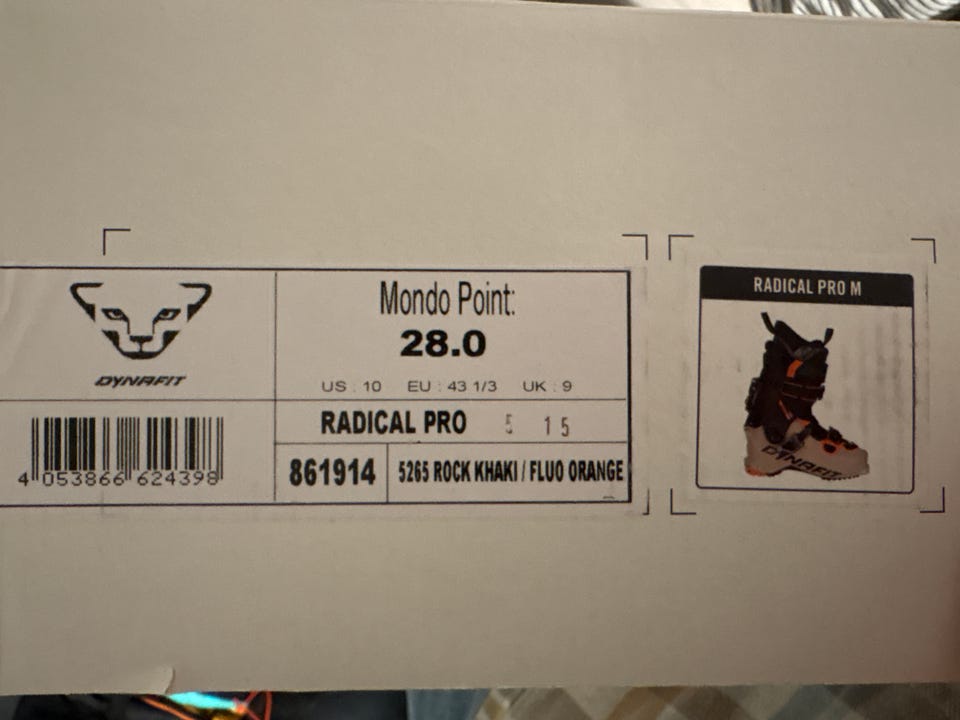 DYNAFIT
4 053866 624398
Mondo Point:
28.0
US : 10 EU : 43 1/3 UK : 9
RADICAL PRO 5 15
861914 5265 ROCK KHAKI / FLUO ORANGE
RADICAL PRO M
DYNAFIT